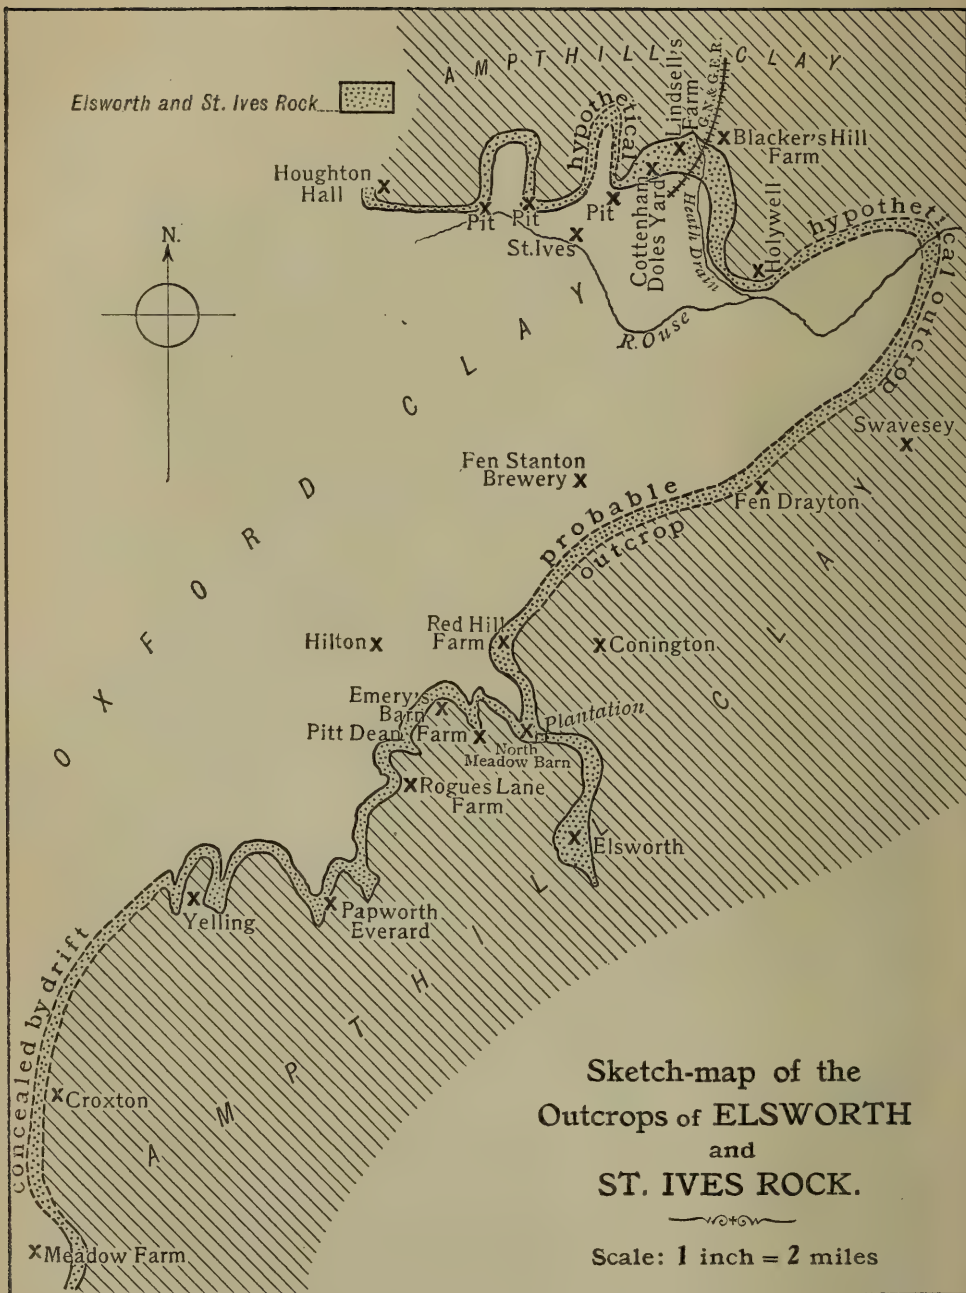 AMPTHILL CLAY
Elsworth and St. Ives Rock
hypothetical
Lindsell's
Farm
G.N.& G.E.R.
Blacker's Hill
Farm
Houghton
Hall
Pit
Pit
Pit
St.Ives
Cottenham
Doles Yard
Heath Drain
Holywell
hypothetical outcrop
N.
R. Ouse
OXFORD CLAY
Swavesey
Fen Stanton
Brewery
Fen Drayton
probable
outcrop
Hilton
Red Hill
Farm
Conington
Emery's
Barn
Pitt Dean Farm
Plantation
North
Meadow Barn
Rogues Lane
Farm
Elsworth
Yelling
Papworth
Everard
AMPTHILL CLAY
concealed by drift
Croxton
Meadow Farm
Sketch-map of the
Outcrops of ELSWORTH
and
ST. IVES ROCK.
Scale: 1 inch = 2 miles